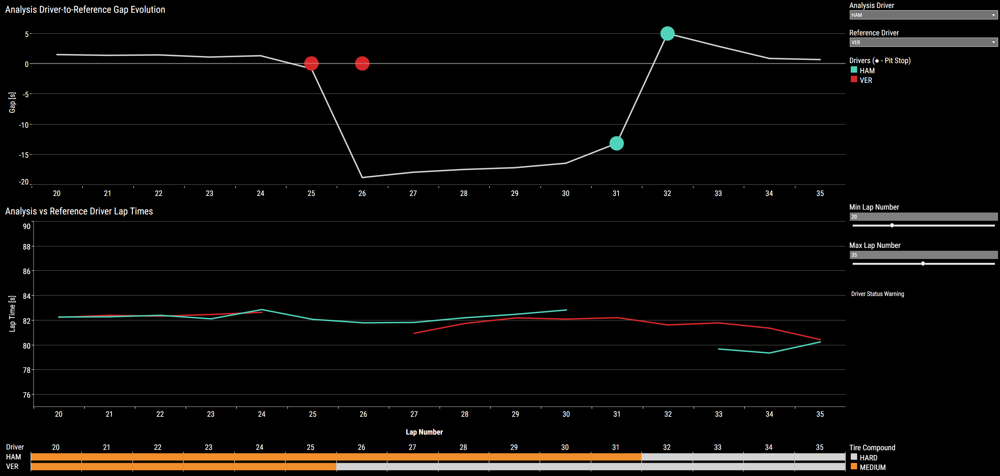 Analysis Driver-to-Reference Gap Evolution
Analysis Driver
HAM
Reference Driver
VER
Drivers (● - Pit Stop)
HAM
VER
Gap [s]
5
0
-5
-10
-15
-20
20 21 22 23 24 25 26 27 28 29 30 31 32 33 34 35
Analysis vs Reference Driver Lap Times
Min Lap Number
20
Max Lap Number
35
Driver Status Warning
Lap Time [s]
90
88
86
84
82
80
78
76
20 21 22 23 24 25 26 27 28 29 30 31 32 33 34 35
Lap Number
Driver 20 21 22 23 24 25 26 27 28 29 30 31 32 33 34 35
HAM
VER
Tire Compound
HARD
MEDIUM